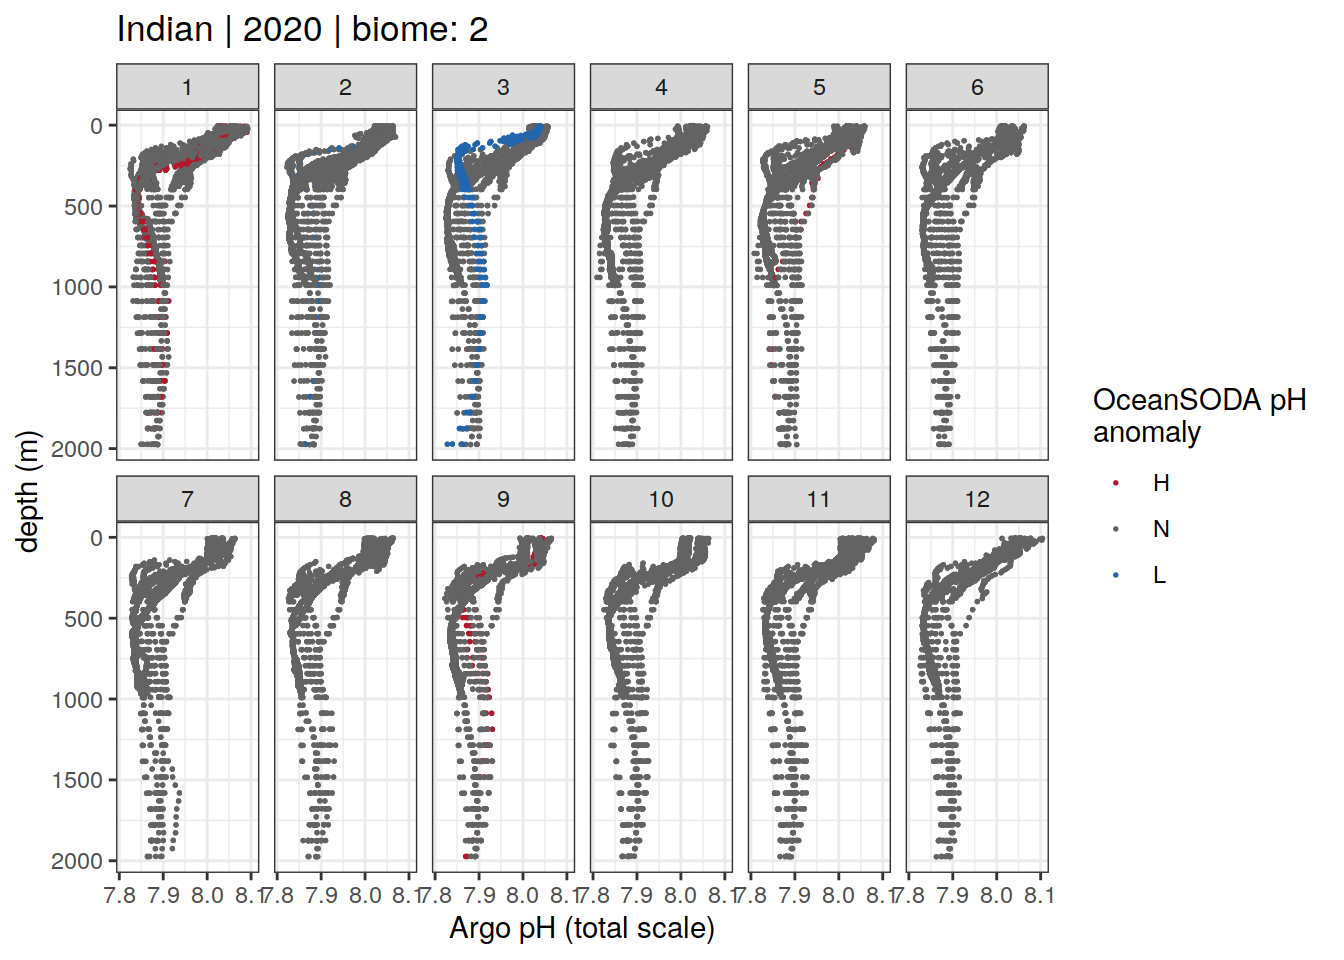 Indian | 2020 | biome: 2
1 2 3 4 5 6
0
500
1000
1500
2000
depth (m)
7 8 9 10 11 12
0
500
1000
1500
2000
7.8 7.9 8.0 8.1 7.8 7.9 8.0 8.1 7.8 7.9 8.0 8.1 7.8 7.9 8.0 8.1 7.8 7.9 8.0 8.1 7.8 7.9 8.0 8.1
Argo pH (total scale)
OceanSODA pH
anomaly
H
N
L